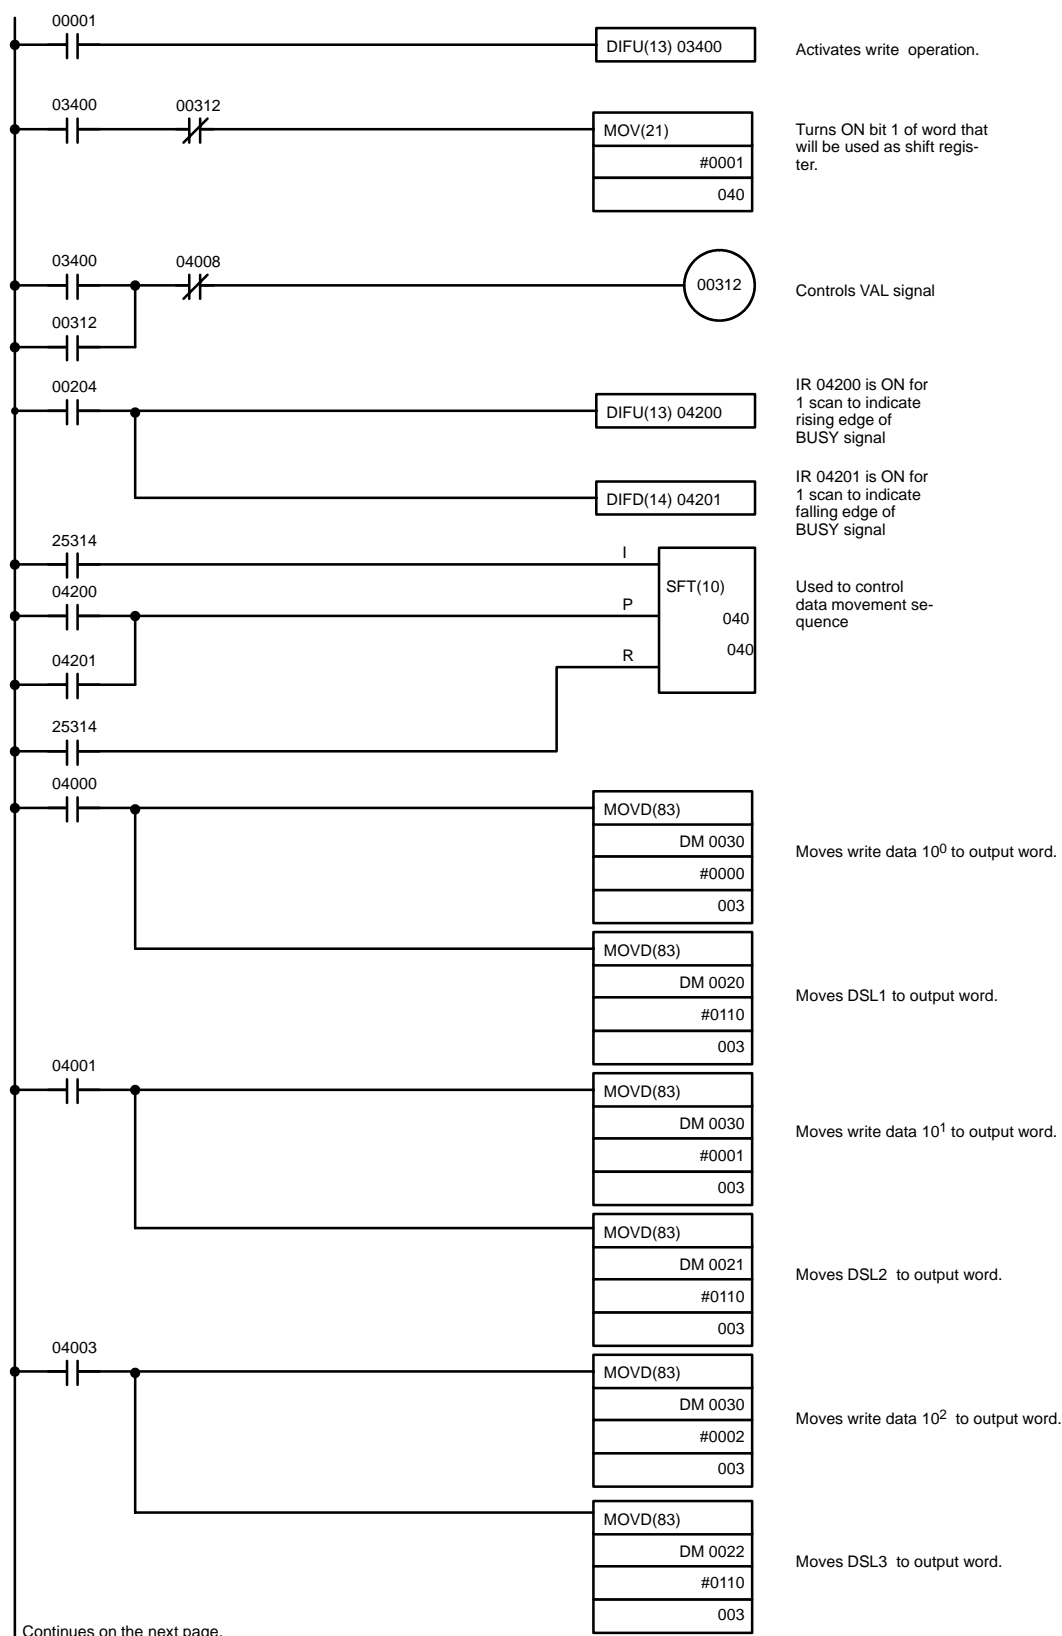 00001
DIFU(13) 03400
Activates write operation.
03400
00312
MOV(21)
#0001
040
Turns ON bit 1 of word that
will be used as shift regis-
ter.
03400
04008
00312
00312
Controls VAL signal
00204
DIFU(13) 04200
IR 04200 is ON for
1 scan to indicate
rising edge of
BUSY signal
DIFD(14) 04201
IR 04201 is ON for
1 scan to indicate
falling edge of
BUSY signal
25314
I
04200
P
04201
R
25314
SFT(10)
040
040
Used to control
data movement se-
quence
04000
MOVD(83)
DM 0030
#0000
003
Moves write data 10⁰ to output word.
MOVD(83)
DM 0020
#0110
003
Moves DSL1 to output word.
04001
MOVD(83)
DM 0030
#0001
003
Moves write data 10¹ to output word.
MOVD(83)
DM 0021
#0110
003
Moves DSL2 to output word.
04003
MOVD(83)
DM 0030
#0002
003
Moves write data 10² to output word.
MOVD(83)
DM 0022
#0110
003
Moves DSL3 to output word.
Continues on the next page.